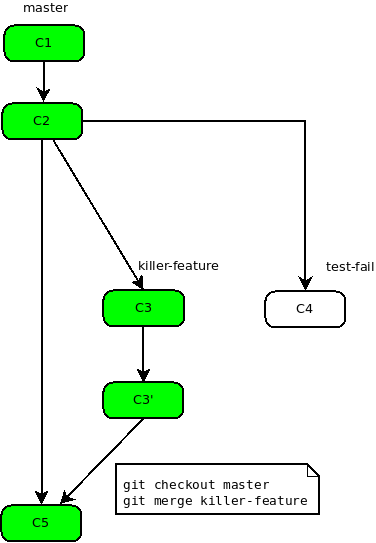 master
C1
C2
killer-feature
test-fail
C3
C4
C3'
git checkout master
git merge killer-feature
C5